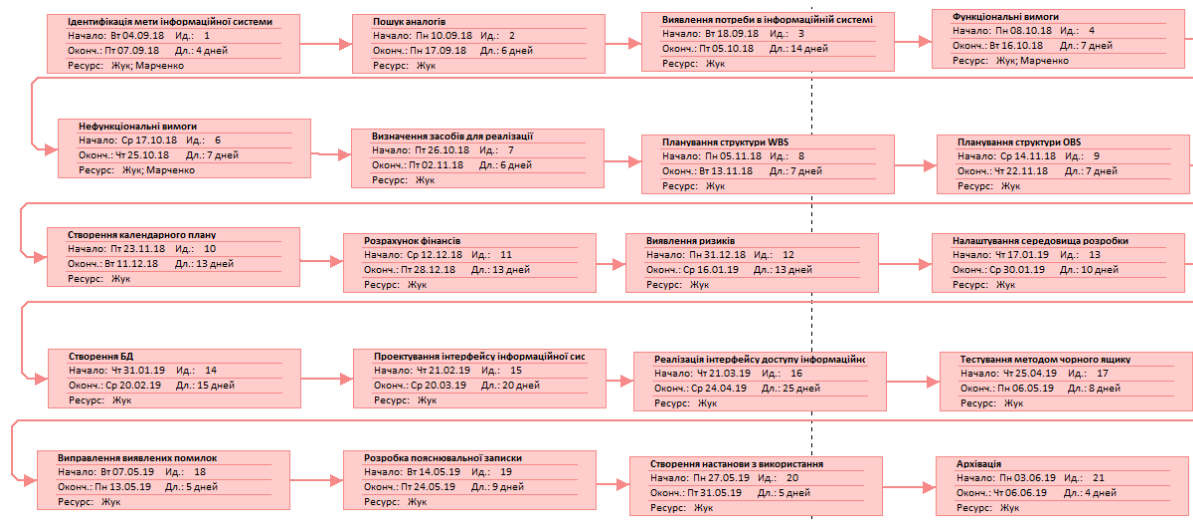 Ідентифікація мети інформаційної системи
Начало: Вт 04.09.18 Ид.: 1
Оконч.: Пт 07.09.18 Дл.: 4 дней
Ресурс: Жук; Марченко
Пошук аналогів
Начало: Пн 10.09.18 Ид.: 2
Оконч.: Пн 17.09.18 Дл.: 6 дней
Ресурс: Жук
Виявлення потреби в інформаційній системі
Начало: Вт 18.09.18 Ид.: 3
Оконч.: Пт 05.10.18 Дл.: 14 дней
Ресурс: Жук
Функціональні вимоги
Начало: Пн 08.10.18 Ид.: 4
Оконч.: Вт 16.10.18 Дл.: 7 дней
Ресурс: Жук; Марченко
Нефункціональні вимоги
Начало: Ср 17.10.18 Ид.: 6
Оконч.: Чт 25.10.18 Дл.: 7 дней
Ресурс: Жук; Марченко
Визначення засобів для реалізації
Начало: Пт 26.10.18 Ид.: 7
Оконч.: Пт 02.11.18 Дл.: 6 дней
Ресурс: Жук
Планування структури WBS
Начало: Пн 05.11.18 Ид.: 8
Оконч.: Вт 13.11.18 Дл.: 7 дней
Ресурс: Жук
Планування структури OBS
Начало: Ср 14.11.18 Ид.: 9
Оконч.: Чт 22.11.18 Дл.: 7 дней
Ресурс: Жук
Створення календарного плану
Начало: Пт 23.11.18 Ид.: 10
Оконч.: Вт 11.12.18 Дл.: 13 дней
Ресурс: Жук
Розрахунок фінансів
Начало: Ср 12.12.18 Ид.: 11
Оконч.: Пт 28.12.18 Дл.: 13 дней
Ресурс: Жук
Виявлення ризиків
Начало: Пн 31.12.18 Ид.: 12
Оконч.: Ср 16.01.19 Дл.: 13 дней
Ресурс: Жук
Налаштування середовища розробки
Начало: Чт 17.01.19 Ид.: 13
Оконч.: Ср 30.01.19 Дл.: 10 дней
Ресурс: Жук
Створення БД
Начало: Чт 31.01.19 Ид.: 14
Оконч.: Ср 20.02.19 Дл.: 15 дней
Ресурс: Жук
Проектування інтерфейсу інформаційної сис
Начало: Чт 21.02.19 Ид.: 15
Оконч.: Ср 20.03.19 Дл.: 20 дней
Ресурс: Жук
Реалізація інтерфейсу доступу інформаційнс
Начало: Чт 21.03.19 Ид.: 16
Оконч.: Ср 24.04.19 Дл.: 25 дней
Ресурс: Жук
Тестування методом чорного ящику
Начало: Чт 25.04.19 Ид.: 17
Оконч.: Пн 06.05.19 Дл.: 8 дней
Ресурс: Жук
Виправлення виявлених помилок
Начало: Вт 07.05.19 Ид.: 18
Оконч.: Пн 13.05.19 Дл.: 5 дней
Ресурс: Жук
Розробка пояснювальної записки
Начало: Вт 14.05.19 Ид.: 19
Оконч.: Пт 24.05.19 Дл.: 9 дней
Ресурс: Жук
Створення настанови з використання
Начало: Пн 27.05.19 Ид.: 20
Оконч.: Пт 31.05.19 Дл.: 5 дней
Ресурс: Жук
Архівація
Начало: Пн 03.06.19 Ид.: 21
Оконч.: Чт 06.06.19 Дл.: 4 дней
Ресурс: Жук